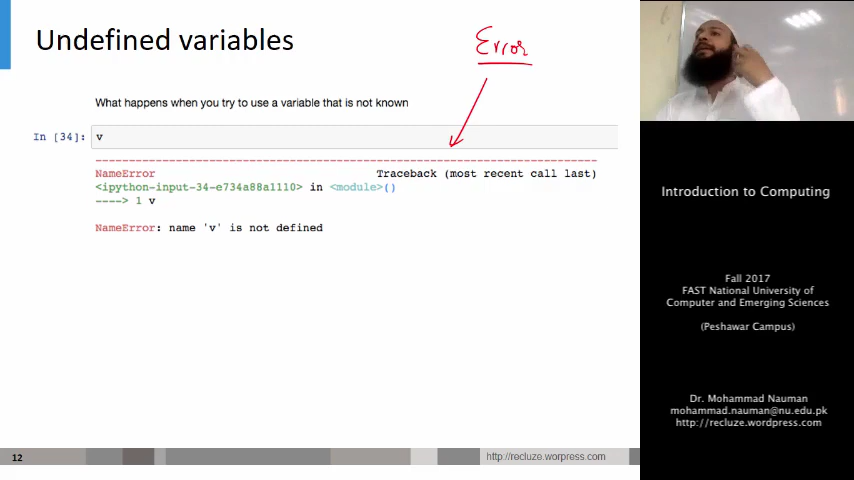 Undefined variables
Error
What happens when you try to use a variable that is not known
In [34]: v
NameError Traceback (most recent call last)
<ipython-input-34-e734a88a1110> in <module>()
----> 1 v
NameError: name 'v' is not defined
12
http://recluze.worpress.com
Introduction to Computing
Fall 2017
FAST National University of
Computer and Emerging Sciences
(Peshawar Campus)
Dr. Mohammad Nauman
mohammad.nauman@nu.edu.pk
http://recluze.wordpress.com